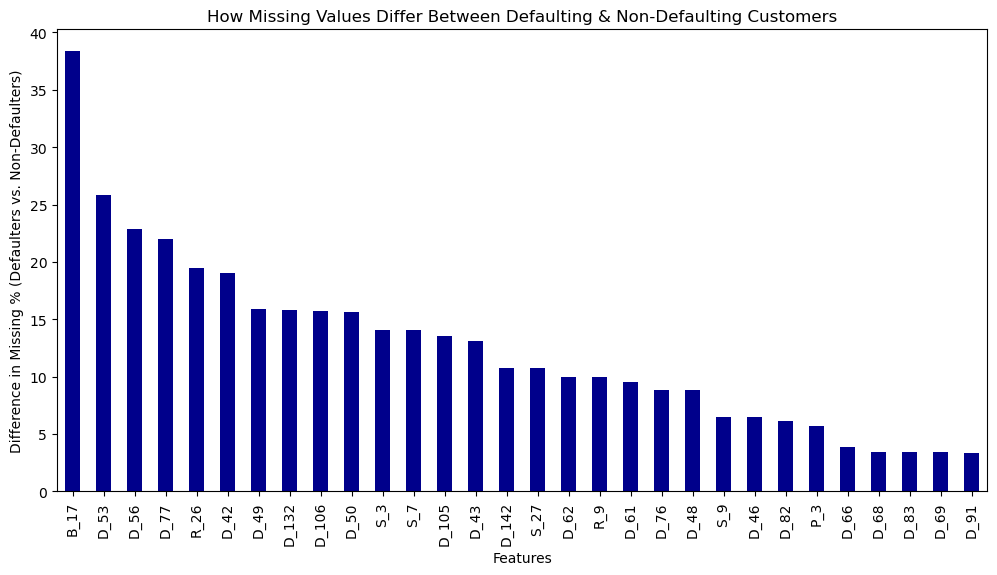 How Missing Values Differ Between Defaulting & Non-Defaulting Customers
Difference in Missing % (Defaulters vs. Non-Defaulters)
40
35
30
25
20
15
10
5
0
B_17
D_53
D_56
D_77
R_26
D_42
D_49
D_132
D_106
D_50
S_3
S_7
D_105
D_43
D_142
S_27
D_62
R_9
D_61
D_76
D_48
S_9
D_46
D_82
P_3
D_66
D_68
D_83
D_69
D_91
Features